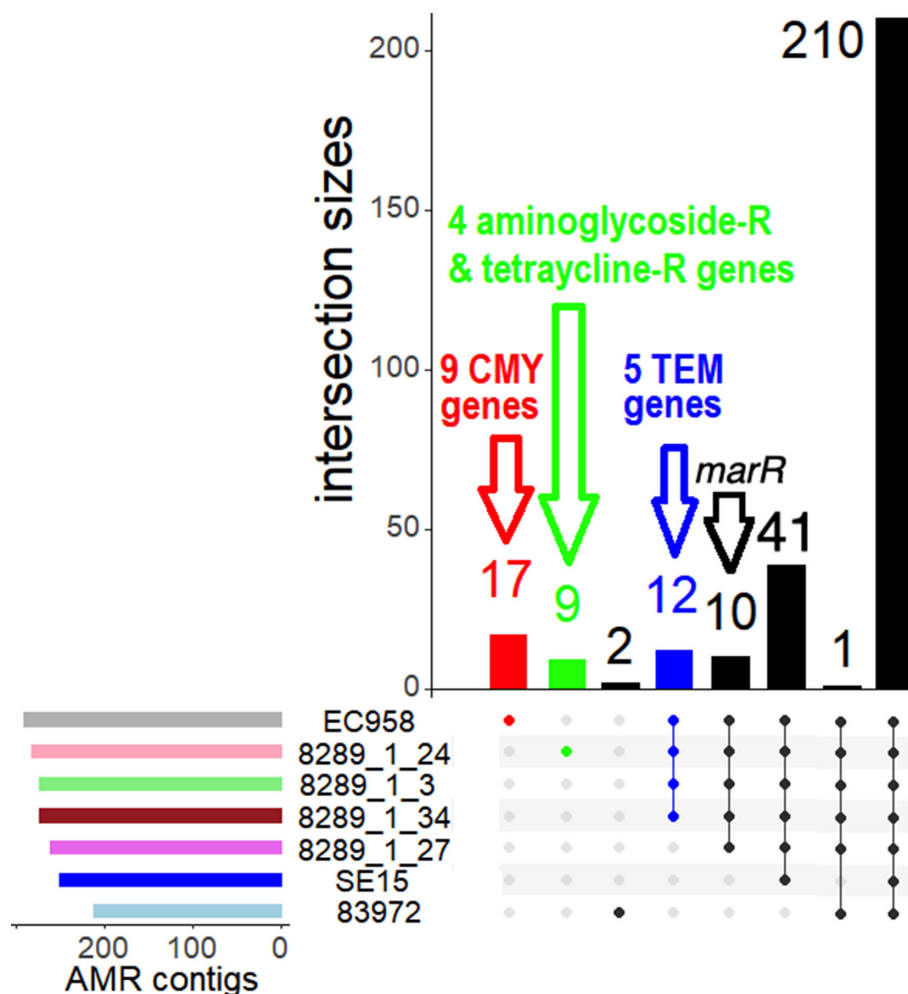 intersection sizes
200
150
100
50
0
210
4 aminoglycoside-R
& tetraycline-R genes
9 CMY
genes
5 TEM
genes
marR
17
9
2
12
10
41
1
EC958
8289_1_24
8289_1_3
8289_1_34
8289_1_27
SE15
83972
200 100 0
AMR contigs